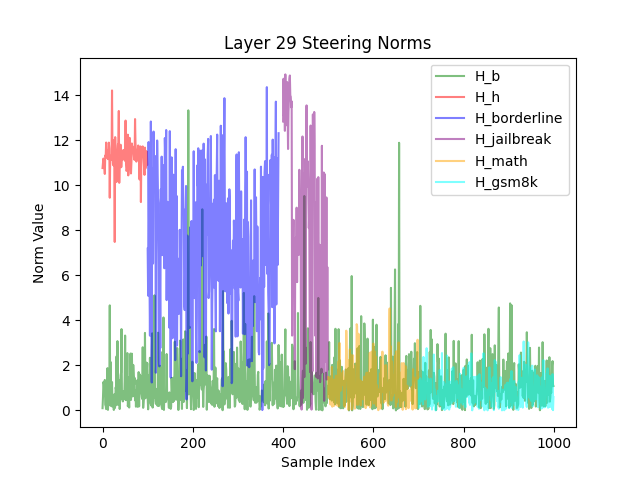 Layer 29 Steering Norms
H_b
H_h
H_borderline
H_jailbreak
H_math
H_gsm8k
Norm Value
14
12
10
8
6
4
2
0
0 200 400 600 800 1000
Sample Index